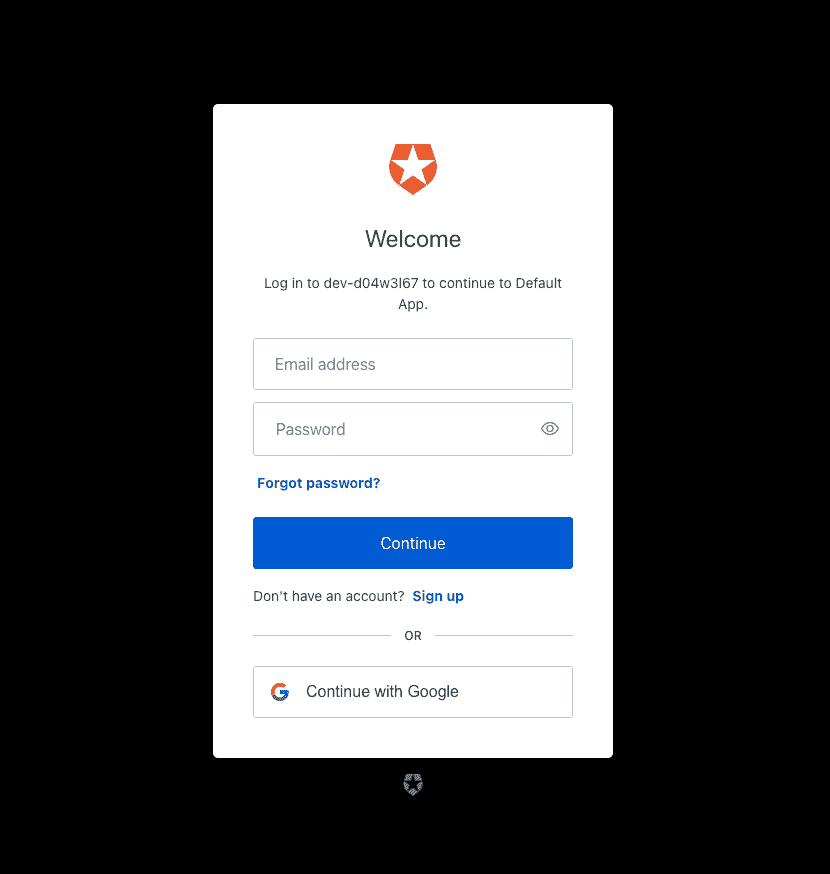 Welcome
Log in to dev-d04w3l67 to continue to Default
App.
Email address
Password
Forgot password?
Continue
Don't have an account? Sign up
OR
Continue with Google